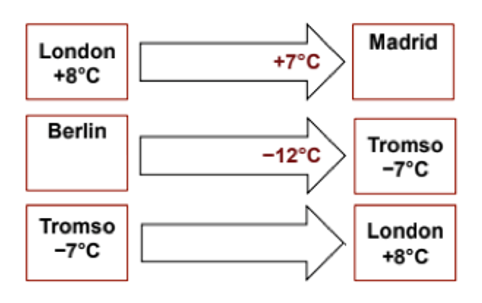 London
+8°C
+7°C
Madrid
Berlin
−12°C
Tromso
−7°C
Tromso
−7°C
London
+8°C